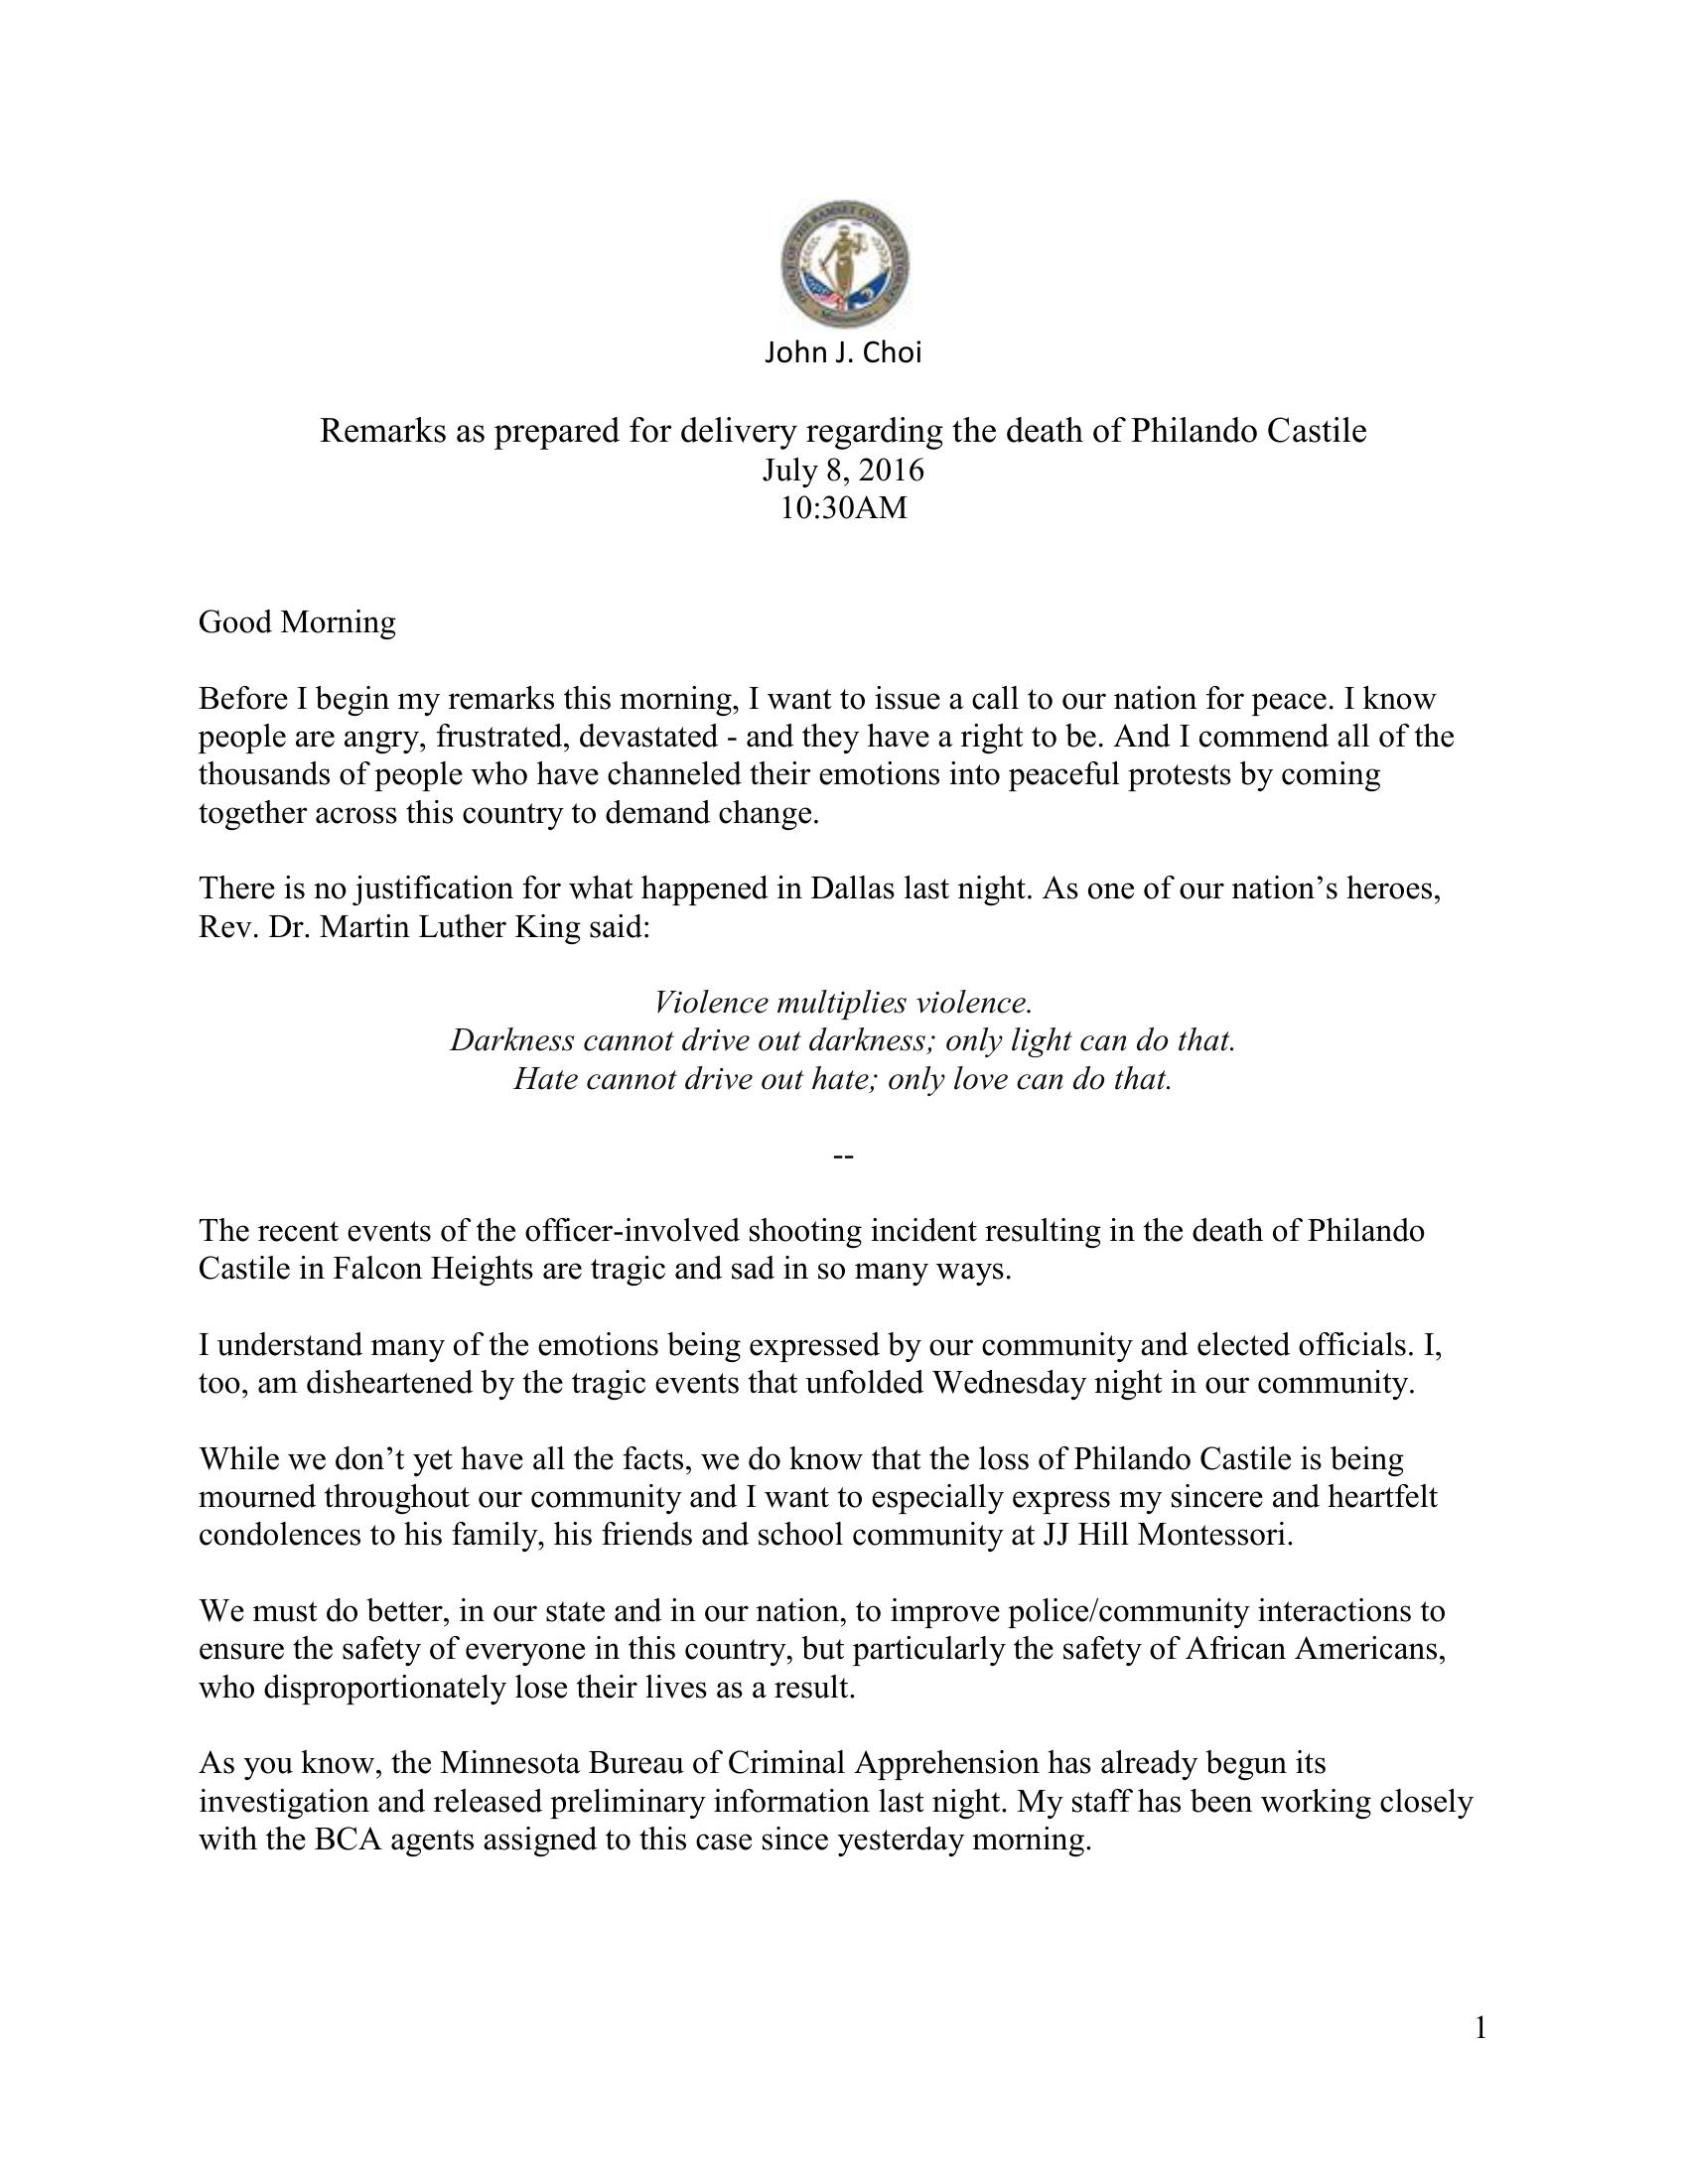 OFFICE OF THE RAMSEY COUNTY ATTORNEY
Minnesota
John J. Choi
Remarks as prepared for delivery regarding the death of Philando Castile
July 8, 2016
10:30AM
Good Morning
Before I begin my remarks this morning, I want to issue a call to our nation for peace. I know
people are angry, frustrated, devastated - and they have a right to be. And I commend all of the
thousands of people who have channeled their emotions into peaceful protests by coming
together across this country to demand change.
There is no justification for what happened in Dallas last night. As one of our nation’s heroes,
Rev. Dr. Martin Luther King said:
Violence multiplies violence.
Darkness cannot drive out darkness; only light can do that.
Hate cannot drive out hate; only love can do that.
--
The recent events of the officer-involved shooting incident resulting in the death of Philando
Castile in Falcon Heights are tragic and sad in so many ways.
I understand many of the emotions being expressed by our community and elected officials. I,
too, am disheartened by the tragic events that unfolded Wednesday night in our community.
While we don’t yet have all the facts, we do know that the loss of Philando Castile is being
mourned throughout our community and I want to especially express my sincere and heartfelt
condolences to his family, his friends and school community at JJ Hill Montessori.
We must do better, in our state and in our nation, to improve police/community interactions to
ensure the safety of everyone in this country, but particularly the safety of African Americans,
who disproportionately lose their lives as a result.
As you know, the Minnesota Bureau of Criminal Apprehension has already begun its
investigation and released preliminary information last night. My staff has been working closely
with the BCA agents assigned to this case since yesterday morning.
1